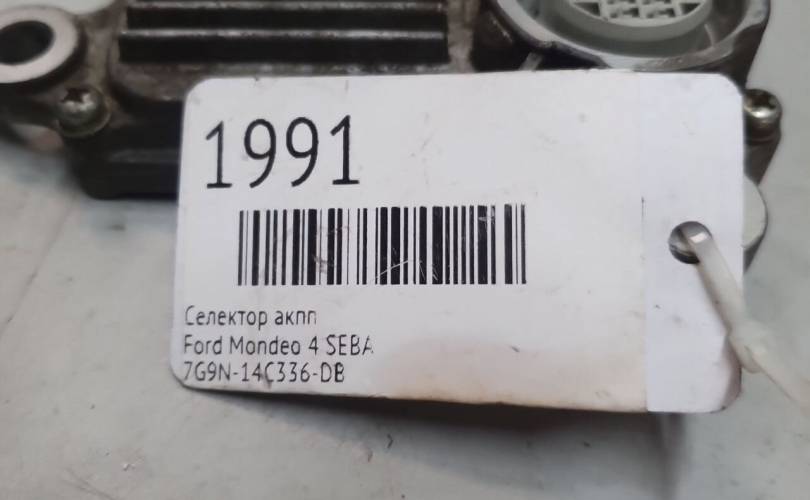 1991
Селектор акпп
Ford Mondeo 4 SEBA
7G9N-14C336-DB